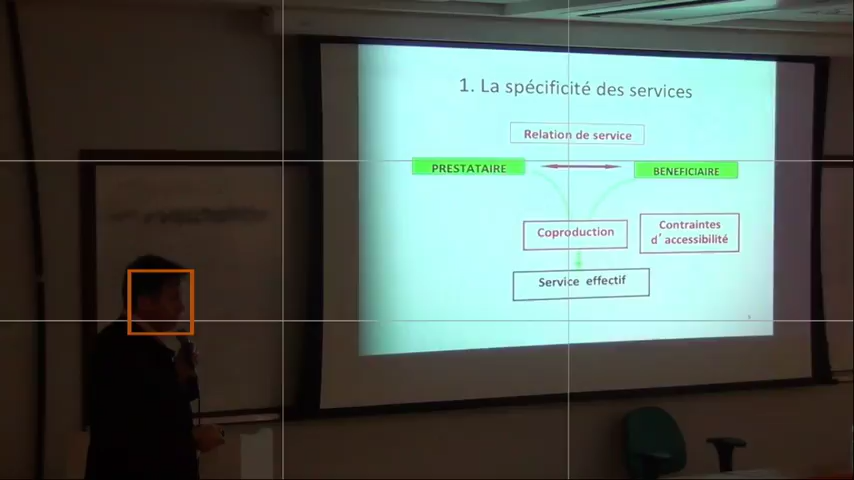 1. La spécificité des services
Relation de service
PRESTATAIRE
BENEFICIAIRE
Coproduction
Contraintes
d'accessibilité
Service effectif